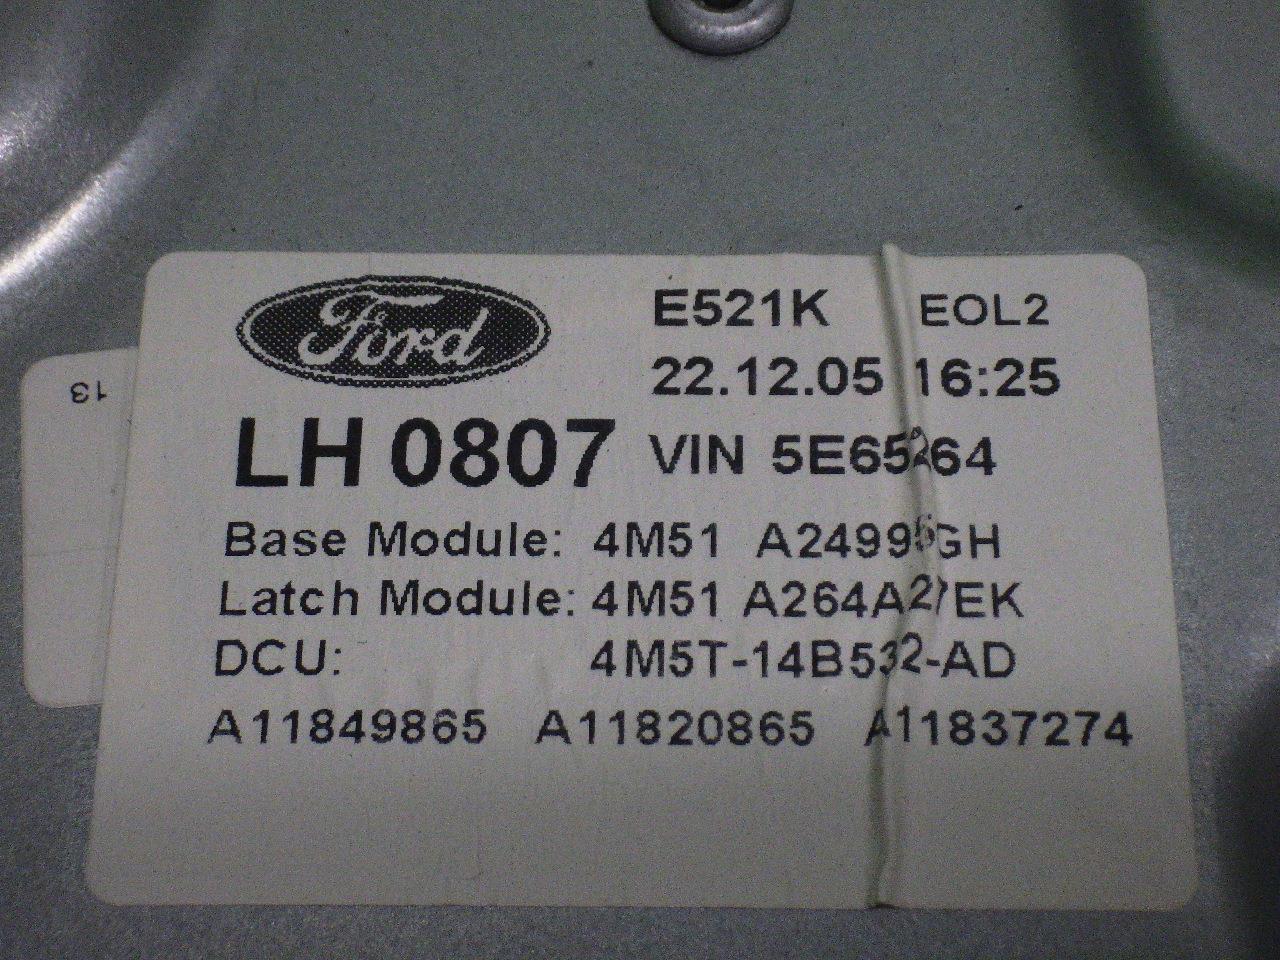 Ford
E521K EOL2
22.12.05 16:25
LH 0807
VIN 5E65264
Base Module: 4M51 A24995GH
Latch Module: 4M51 A264A27EK
DCU: 4M5T-14B532-AD
A11849865 A11820865 A11837274
13